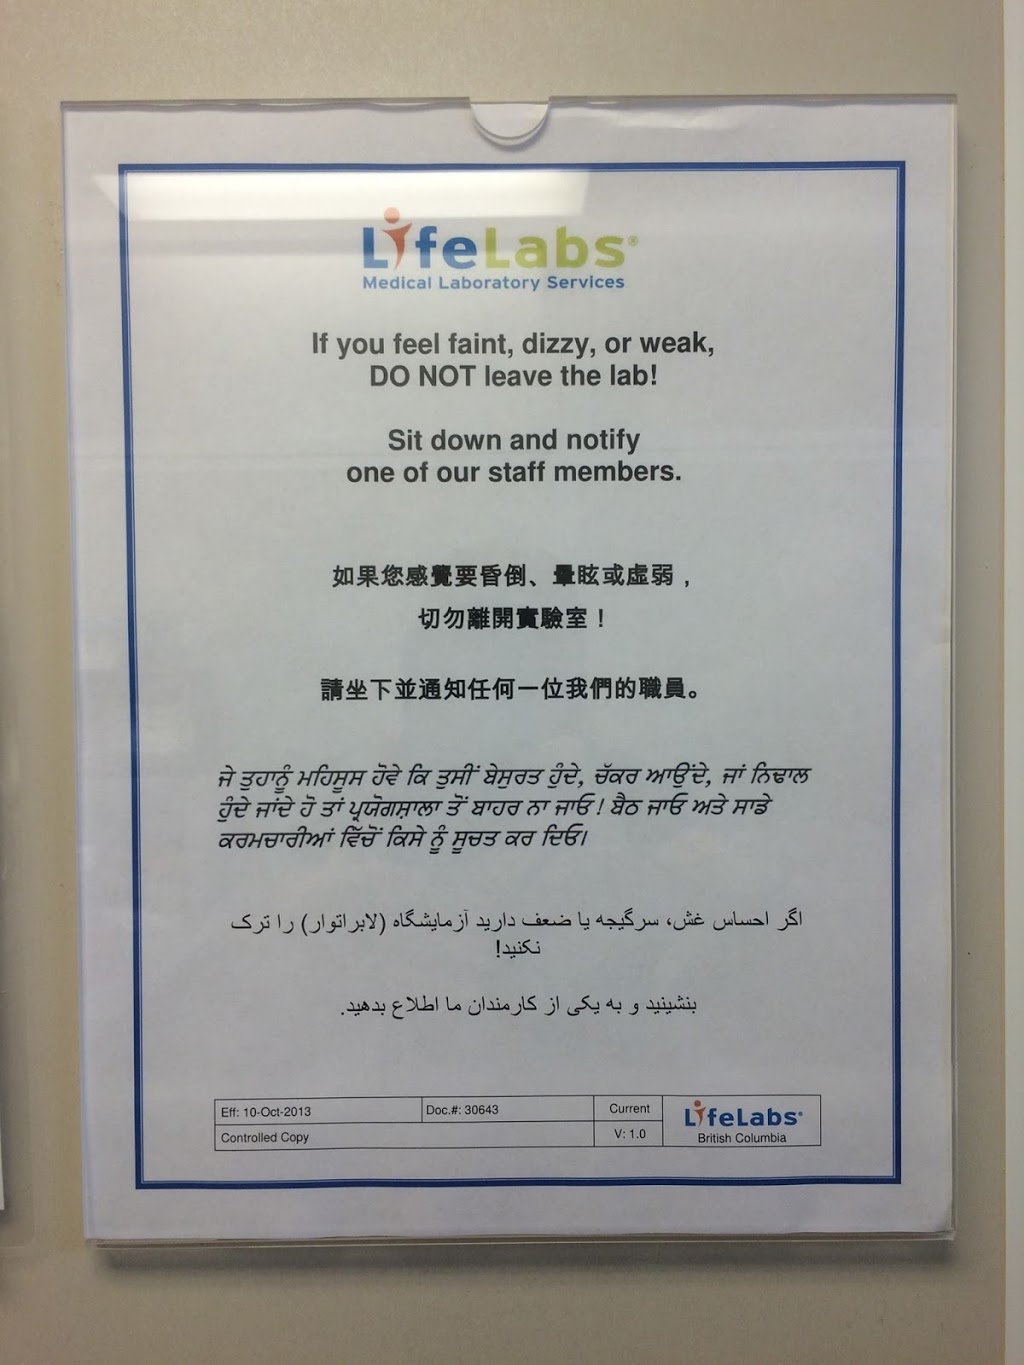 LifeLabs®
Medical Laboratory Services
If you feel faint, dizzy, or weak,
DO NOT leave the lab!
Sit down and notify
one of our staff members.
如果您感覺要昏倒、暈眩或虛弱，
切勿離開實驗室！
請坐下並通知任何一位我們的職員。
ਜੇ ਤੁਹਾਨੂੰ ਮਹਿਸੂਸ ਹੋਵੇ ਕਿ ਤੁਸੀਂ ਬੇਸੁਰਤ ਹੁੰਦੇ, ਚੱਕਰ ਆਉਂਦੇ, ਜਾਂ ਨਿਢਾਲ
ਹੁੰਦੇ ਜਾਂਦੇ ਹੋ ਤਾਂ ਪ੍ਰਯੋਗਸ਼ਾਲਾ ਤੋਂ ਬਾਹਰ ਨਾ ਜਾਓ! ਬੈਠ ਜਾਓ ਅਤੇ ਸਾਡੇ
ਕਰਮਚਾਰੀਆਂ ਵਿੱਚੋਂ ਕਿਸੇ ਨੂੰ ਸੂਚਤ ਕਰ ਦਿਓ।
اگر احساس غش، سرگیجه یا ضعف دارید آزمایشگاه (لابراتوار) را ترک
نکنید!
بنشینید و به یکی از کارمندان ما اطلاع بدهید.
Eff: 10-Oct-2013 Doc.#: 30643 Current LifeLabs®
Controlled Copy V: 1.0 British Columbia